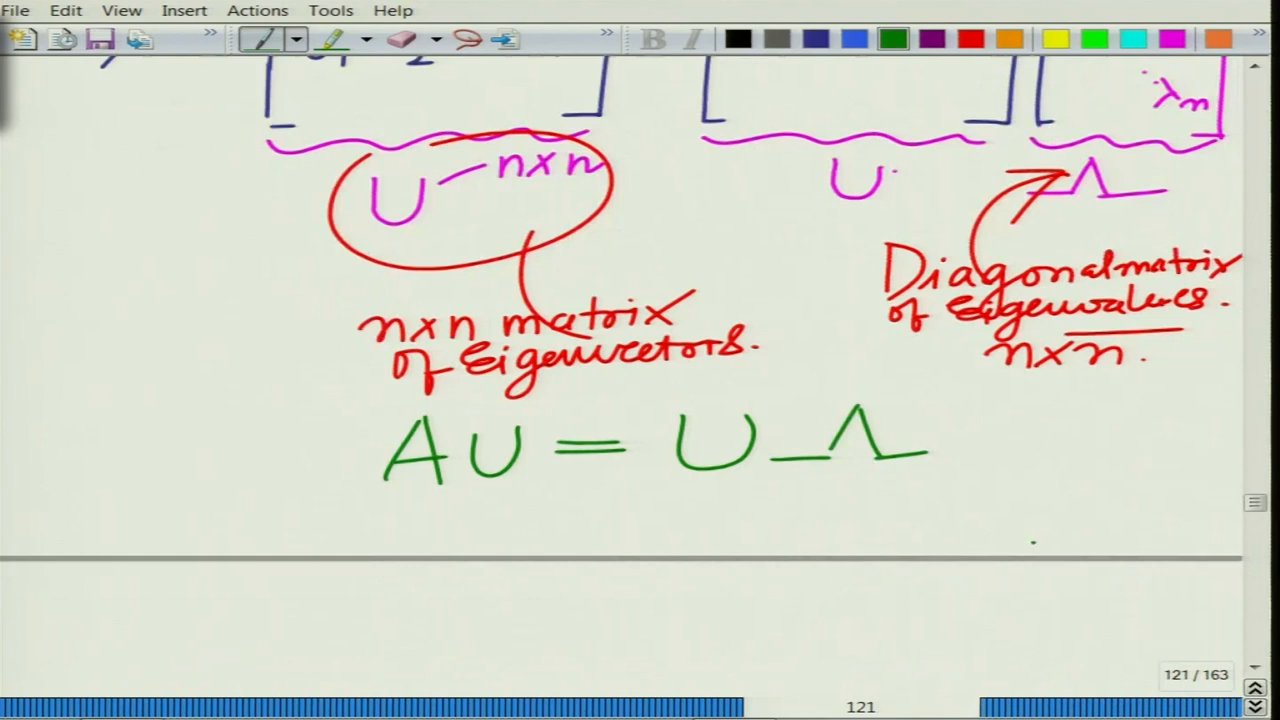 File Edit View Insert Actions Tools Help
B I
λn
U — n×n
U
Λ
n×n matrix
of Eigenvectors.
Diagonal matrix
of Eigenvalues.
n×n.
AU = UΛ
121 / 163
121